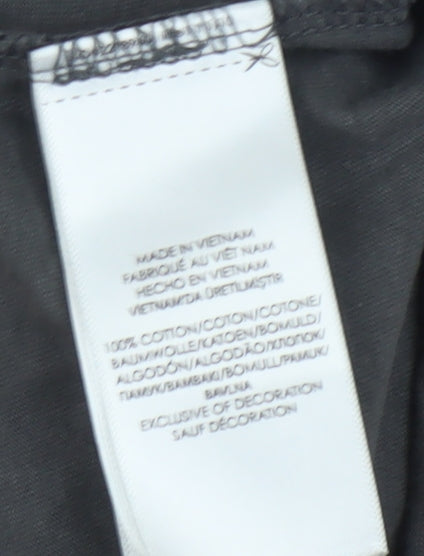 MADE IN VIETNAM
FABRIQUÉ AU VIÊT NAM
HECHO EN VIETNAM
VIETNAM'DA ÜRETILMIŞTIR
100% COTTON/COTON/COTONE/
BAUMWOLLE/KATOEN/BOMULD/
ALGODÓN/ALGODÃO/ХЛОПОК/
ПАМУК/BAMBAKI/BOMULL/PAMUK/
BAVLNA
EXCLUSIVE OF DECORATION
SAUF DÉCORATION